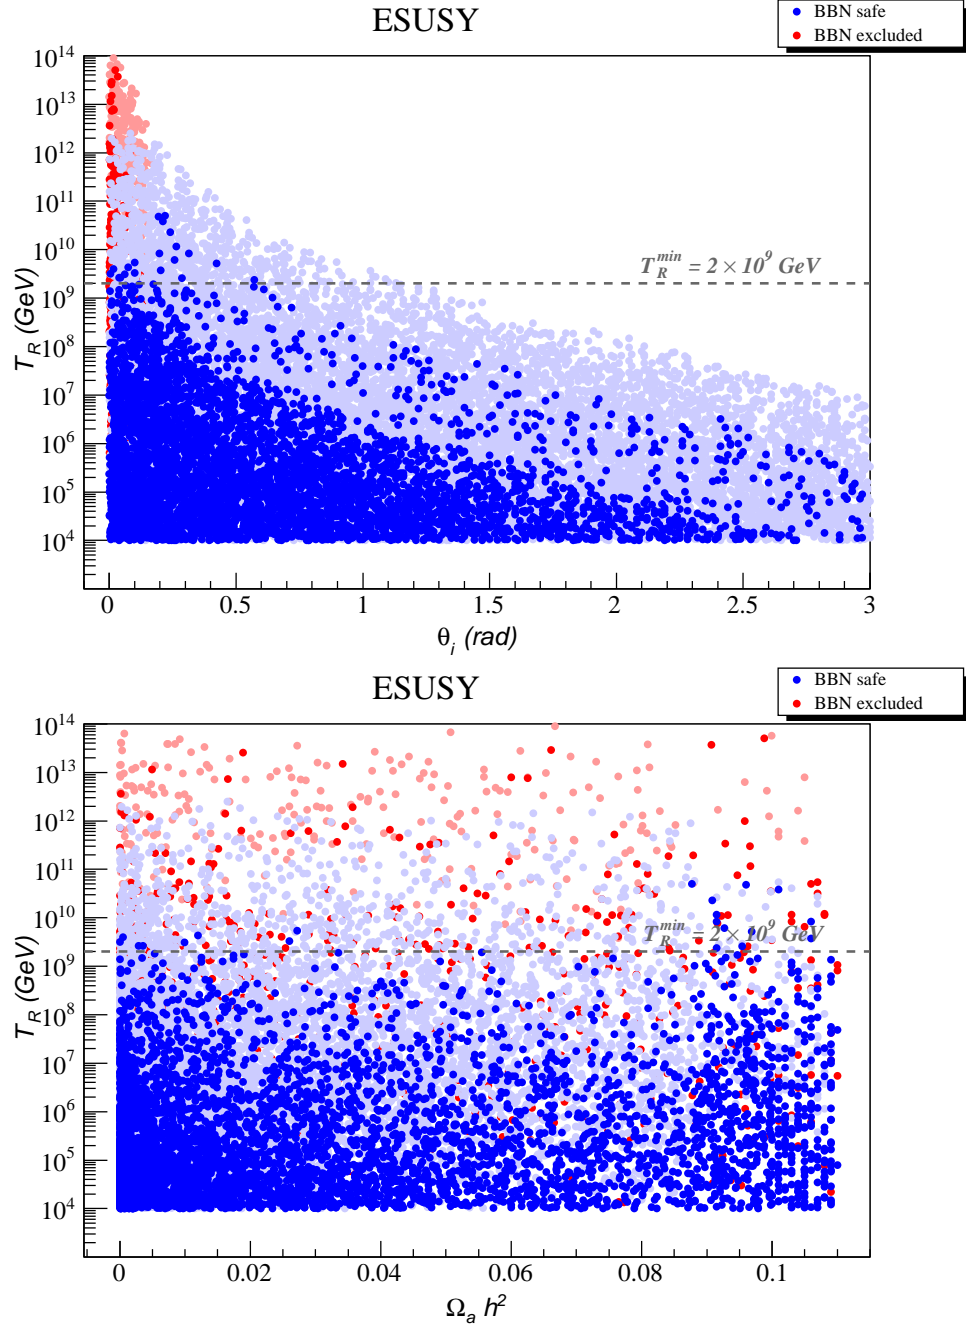 ESUSY
BBN safe
BBN excluded
10^14
10^13
10^12
10^11
10^10
10^9
10^8
10^7
10^6
10^5
10^4
T_R (GeV)
T_R^min = 2 × 10^9 GeV
0 0.5 1 1.5 2 2.5 3
θ_i (rad)
ESUSY
BBN safe
BBN excluded
10^14
10^13
10^12
10^11
10^10
10^9
10^8
10^7
10^6
10^5
10^4
T_R (GeV)
T_R^min = 2 × 10^9 GeV
0 0.02 0.04 0.06 0.08 0.1
Ω_a h^2